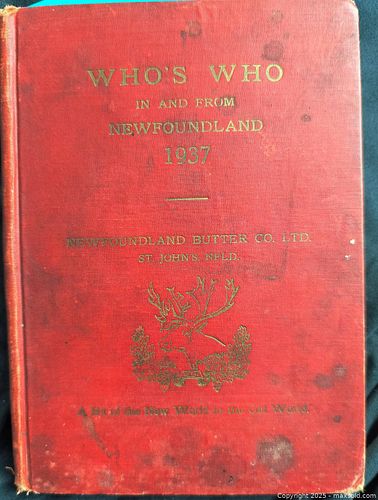 WHO'S WHO
IN AND FROM
NEWFOUNDLAND
1937
NEWFOUNDLAND BUTTER CO. LTD.
ST. JOHN'S, NFLD.
A Bit of the New World in the Old World.
Copyright 2025 - maxsold.com